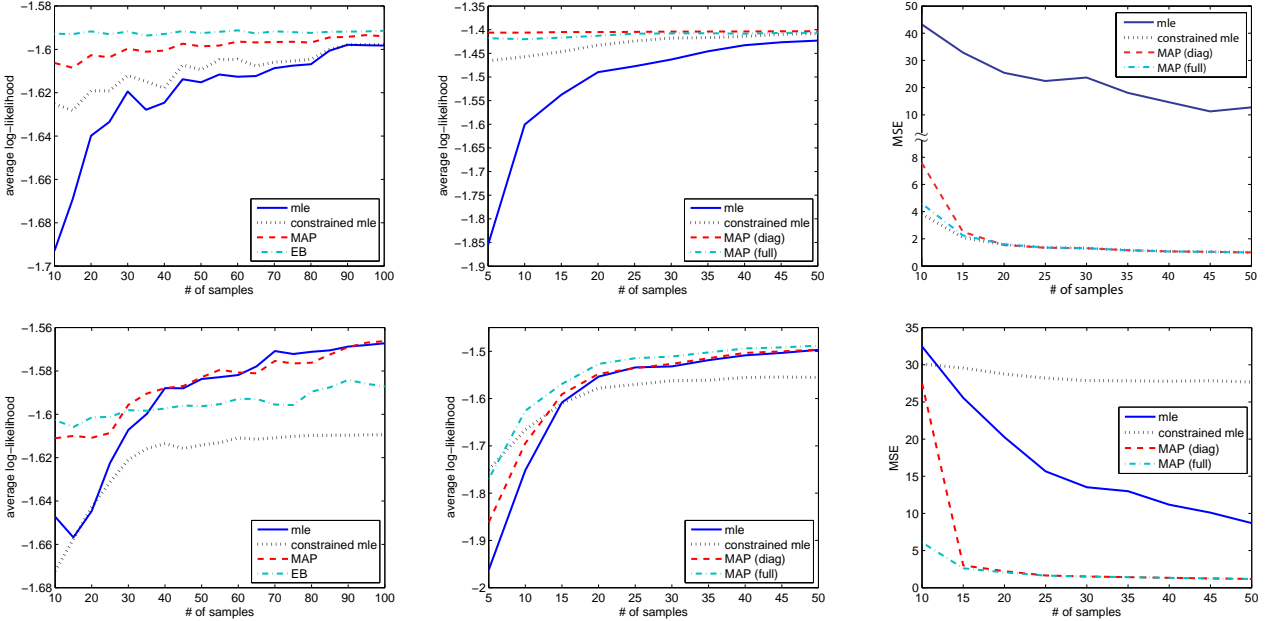 −1.58
−1.6
−1.62
−1.64
−1.66
−1.68
−1.7
average log−likelihood
10 20 30 40 50 60 70 80 90 100
# of samples
mle
constrained mle
MAP
EB
−1.35
−1.4
−1.45
−1.5
−1.55
−1.6
−1.65
−1.7
−1.75
−1.8
−1.85
−1.9
average log−likelihood
5 10 15 20 25 30 35 40 45 50
# of samples
mle
constrained mle
MAP (diag)
MAP (full)
50
40
30
20
10
8
6
4
2
0
MSE
10 15 20 25 30 35 40 45 50
# of samples
mle
constrained mle
MAP (diag)
MAP (full)
−1.56
−1.6
−1.64
−1.66
−1.68
average log−likelihood
10 20 30 40 50 60 70 80 90 100
# of samples
mle
constrained mle
MAP
EB
−1.5
−1.6
−1.7
−1.8
−1.9
−2
average log−likelihood
5 10 15 20 25 30 35 40 45 50
# of samples
mle
constrained mle
MAP (diag)
MAP (full)
35
30
25
20
15
10
5
0
MSE
10 15 20 25 30 35 40 45 50
# of samples
mle
constrained mle
MAP (diag)
MAP (full)